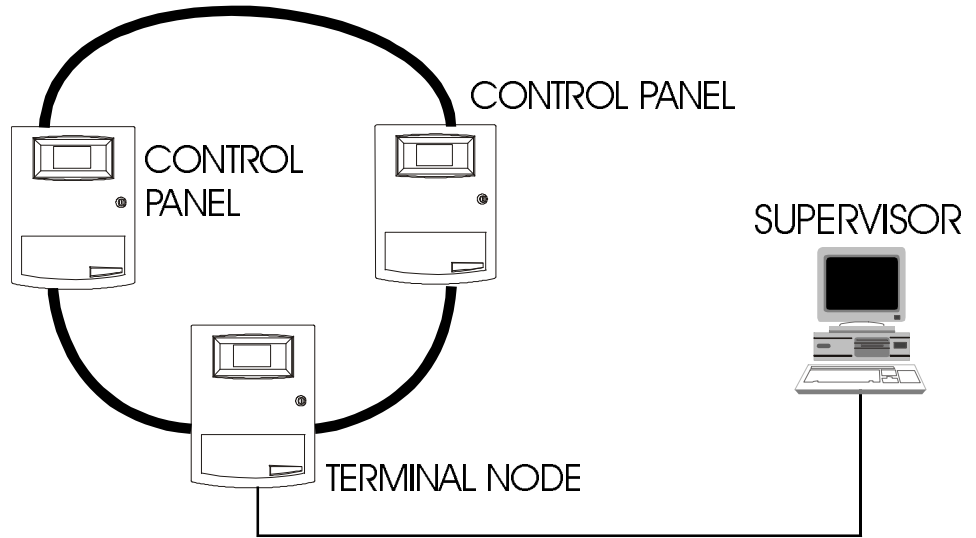 CONTROL PANEL
CONTROL
PANEL
SUPERVISOR
TERMINAL NODE